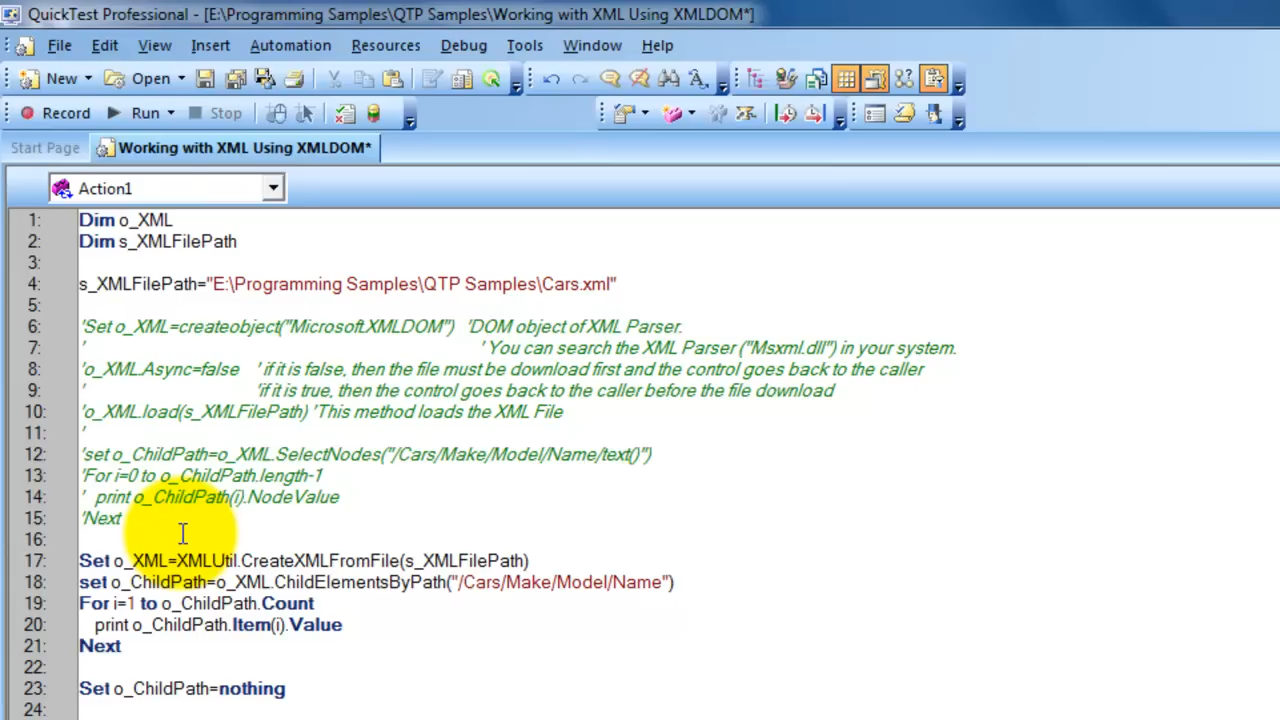 QuickTest Professional - [E:\Programming Samples\QTP Samples\Working with XML Using XMLDOM*]
File Edit View Insert Automation Resources Debug Tools Window Help
New Open
Record Run Stop
Start Page Working with XML Using XMLDOM*
Action1
1: Dim o_XML
2: Dim s_XMLFilePath
3:
4: s_XMLFilePath="E:\Programming Samples\QTP Samples\Cars.xml"
5:
6: 'Set o_XML=createobject("MicrosoftXMLDOM") 'DOM object of XML Parser.
7: ' ' You can search the XML Parser ("Msxml.dll") in your system.
8: 'o_XML.Async=false ' if it is false, then the file must be download first and the control goes back to the caller
9: ' 'if it is true, then the control goes back to the caller before the file download
10: 'o_XML.load(s_XMLFilePath) 'This method loads the XML File
11: '
12: 'set o_ChildPath=o_XML.SelectNodes("/Cars/Make/Model/Name/text()")
13: 'For i=0 to o_ChildPath.length-1
14: ' print o_ChildPath(i).NodeValue
15: 'Next
16:
17: Set o_XML=XMLUtil.CreateXMLFromFile(s_XMLFilePath)
18: set o_ChildPath=o_XML.ChildElementsByPath("/Cars/Make/Model/Name")
19: For i=1 to o_ChildPath.Count
20: print o_ChildPath.Item(i).Value
21: Next
22:
23: Set o_ChildPath=nothing
24: